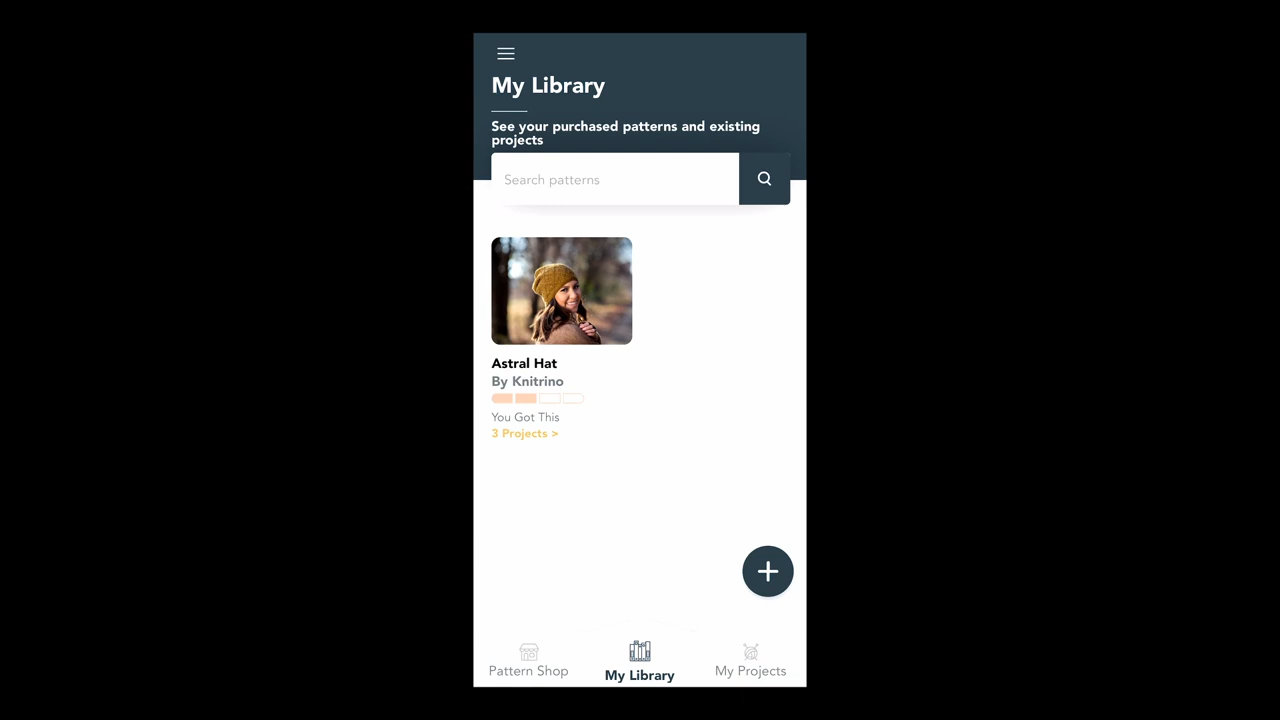 My Library
See your purchased patterns and existing
projects
Search patterns
Astral Hat
By Knitrino
You Got This
3 Projects >
Pattern Shop
My Library
My Projects